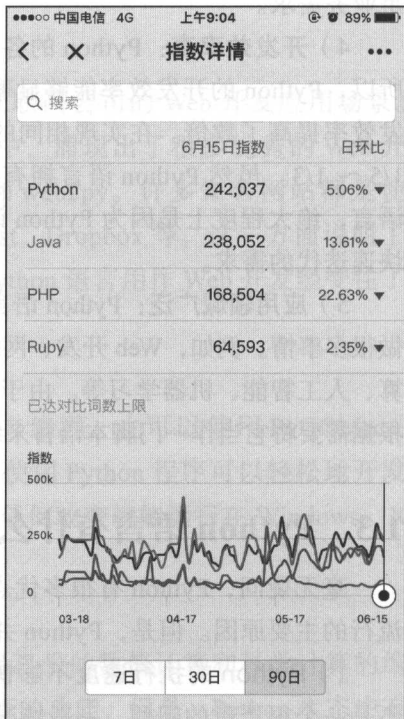 中国电信 4G 上午9:04 89%
指数详情
搜索
6月15日指数 日环比
Python 242,037 5.06% ▼
Java 238,052 13.61% ▼
PHP 168,504 22.63% ▼
Ruby 64,593 2.35% ▼
已达对比词数上限
指数
500k
250k
0
03-18 04-17 05-17 06-15
7日 30日 90日